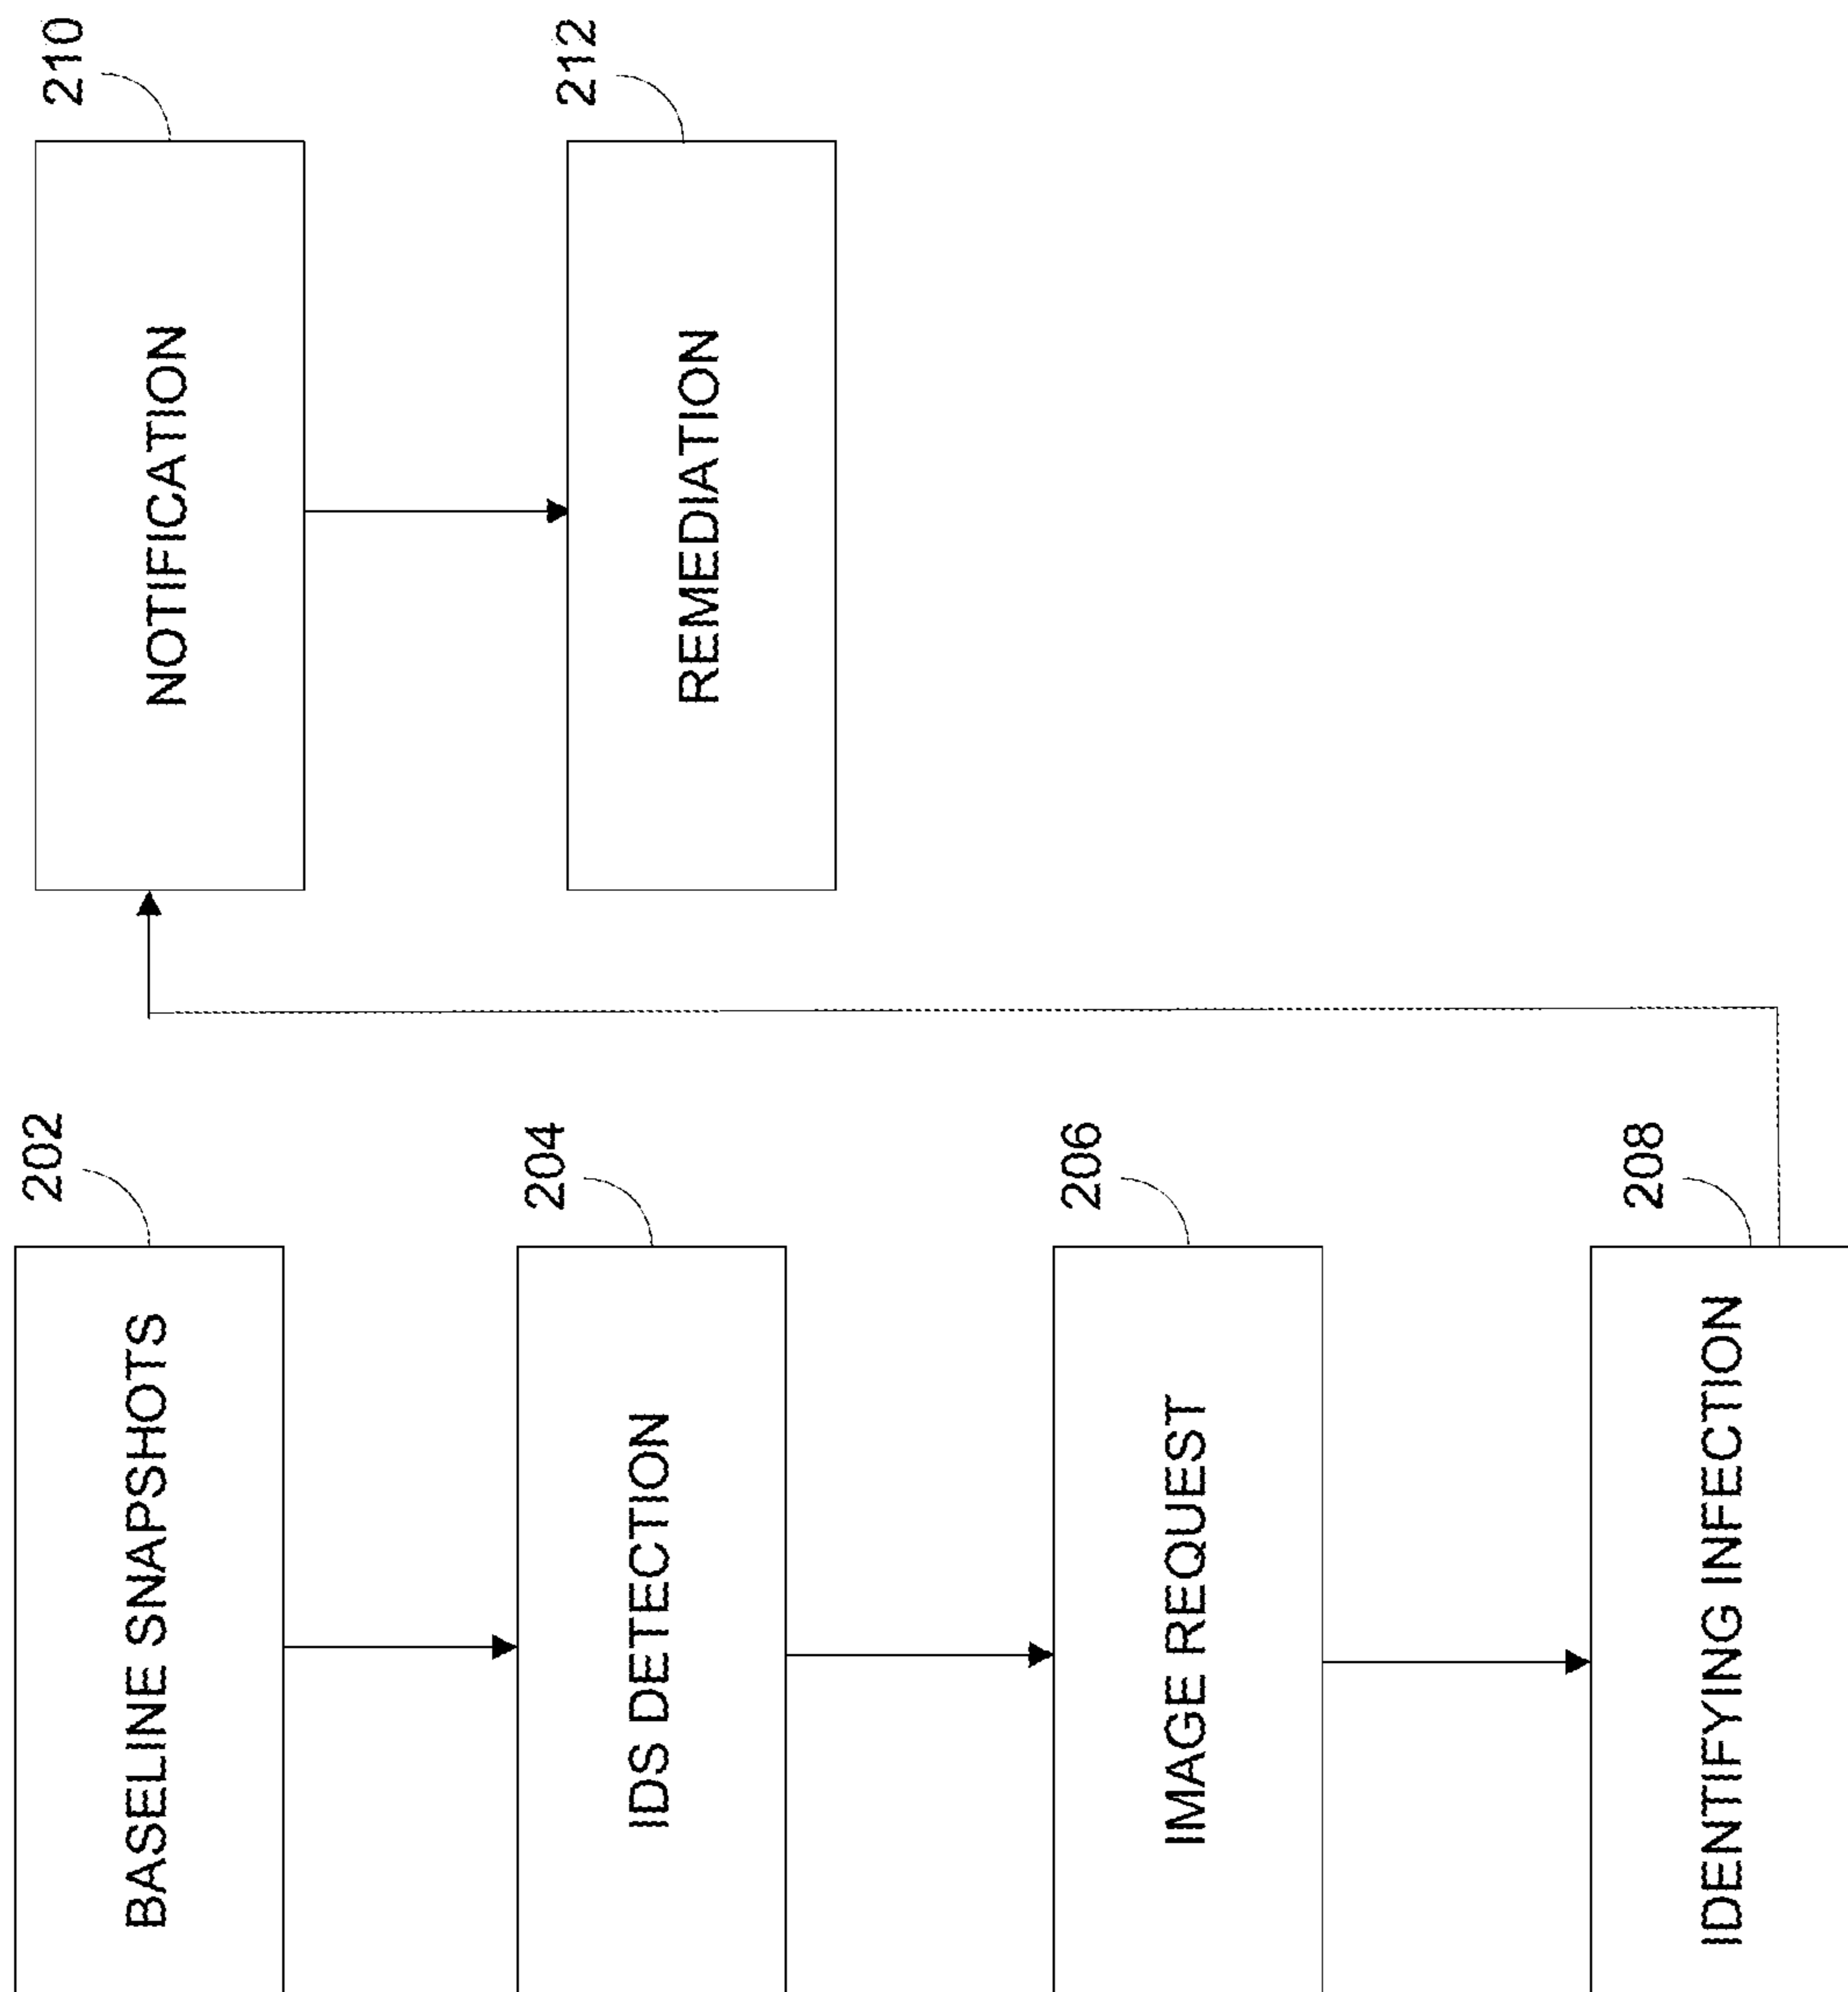 202
BASELINE SNAPSHOTS
204
IDS DETECTION
206
IMAGE REQUEST
208
IDENTIFYING INFECTION
210
NOTIFICATION
212
REMEDIATION